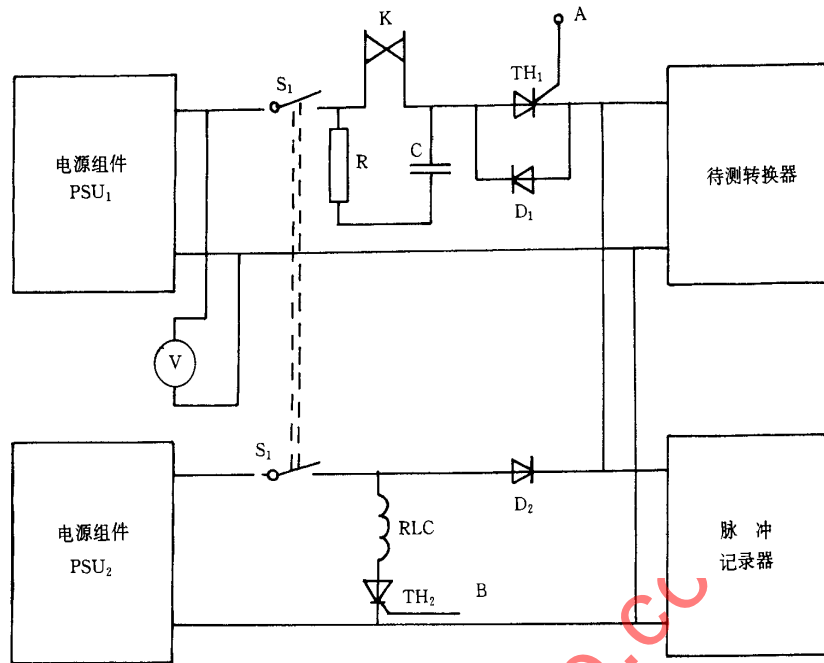 K
A
S₁
TH₁
电源组件
PSU₁
R
C
D₁
待测转换器
V
S₁
D₂
电源组件
PSU₂
RLC
脉 冲
记录器
TH₂
B
.CC